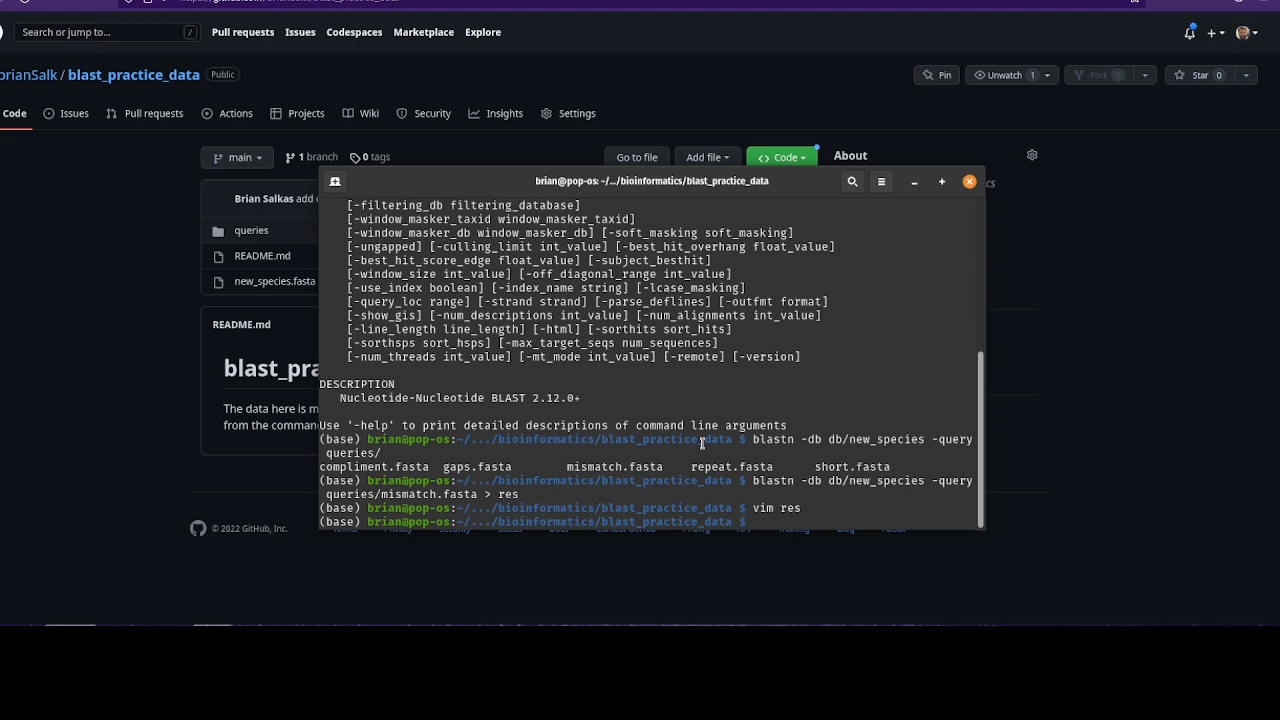 Search or jump to...
/
Pull requests Issues Codespaces Marketplace Explore
brianSalk / blast_practice_data Public
Pin
Unwatch 1
Fork 0
Star 0
Code Issues Pull requests Actions Projects Wiki Security Insights Settings
main 1 branch 0 tags
Go to file Add file Code
About
brian@pop-os: ~/.../bioinformatics/blast_practice_data
Brian Salkas added
queries
README.md
new_species.fasta
README.md
blast_pra
The data here is m
from the comman
[-filtering_db filtering_database]
[-window_masker_taxid window_masker_taxid]
[-window_masker_db window_masker_db] [-soft_masking soft_masking]
[-ungapped] [-culling_limit int_value] [-best_hit_overhang float_value]
[-best_hit_score_edge float_value] [-subject_besthit]
[-window_size int_value] [-off_diagonal_range int_value]
[-use_index boolean] [-index_name string] [-lcase_masking]
[-query_loc range] [-strand strand] [-parse_deflines] [-outfmt format]
[-show_gis] [-num_descriptions int_value] [-num_alignments int_value]
[-line_length line_length] [-html] [-sorthits sort_hits]
[-sorthsps sort_hsps] [-max_target_seqs num_sequences]
[-num_threads int_value] [-mt_mode int_value] [-remote] [-version]
DESCRIPTION
Nucleotide-Nucleotide BLAST 2.12.0+
Use '-help' to print detailed descriptions of command line arguments
(base) brian@pop-os:~/.../bioinformatics/blast_practice_data $ blastn -db db/new_species -query
queries/
compliment.fasta gaps.fasta mismatch.fasta repeat.fasta short.fasta
(base) brian@pop-os:~/.../bioinformatics/blast_practice_data $ blastn -db db/new_species -query
queries/mismatch.fasta > res
(base) brian@pop-os:~/.../bioinformatics/blast_practice_data $ vim res
(base) brian@pop-os:~/.../bioinformatics/blast_practice_data $
© 2022 GitHub, Inc.